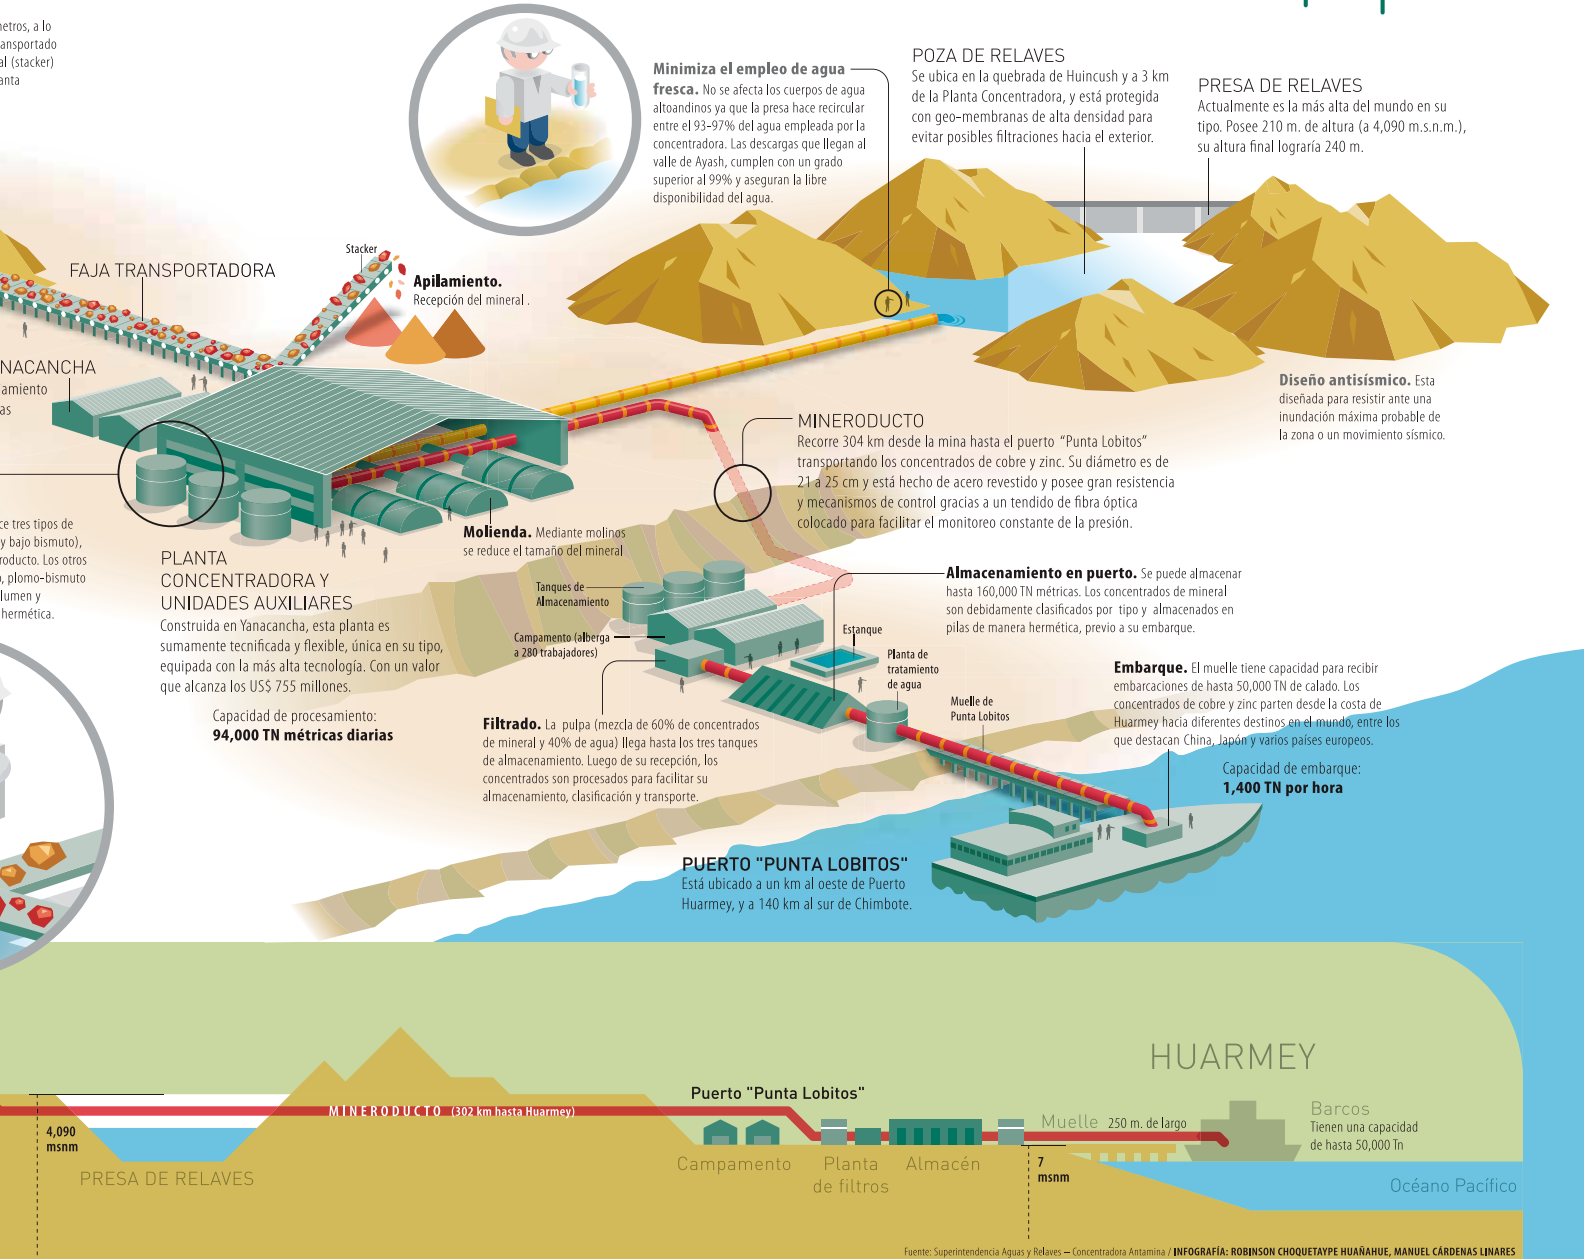 etros, a lo
ansportado
al (stacker)
anta
Minimiza el empleo de agua
fresca. No se afecta los cuerpos de agua
altoandinos ya que la presa hace recircular
entre el 93-97% del agua empleada por la
concentradora. Las descargas que llegan al
valle de Ayash, cumplen con un grado
superior al 99% y aseguran la libre
disponibilidad del agua.
POZA DE RELAVES
Se ubica en la quebrada de Huincush y a 3 km
de la Planta Concentradora, y está protegida
con geo-membranas de alta densidad para
evitar posibles filtraciones hacia el exterior.
PRESA DE RELAVES
Actualmente es la más alta del mundo en su
tipo. Posee 210 m. de altura (a 4,090 m.s.n.m.),
su altura final lograría 240 m.
FAJA TRANSPORTADORA
Stacker
Apilamiento.
Recepción del mineral .
NACANCHA
amiento
as
Diseño antisísmico. Esta
diseñada para resistir ante una
inundación máxima probable de
la zona o un movimiento sísmico.
MINERODUCTO
Recorre 304 km desde la mina hasta el puerto “Punta Lobitos”
transportando los concentrados de cobre y zinc. Su diámetro es de
21 a 25 cm y está hecho de acero revestido y posee gran resistencia
y mecanismos de control gracias a un tendido de fibra óptica
colocado para facilitar el monitoreo constante de la presión.
ce tres tipos de
y bajo bismuto),
roducto. Los otros
, plomo-bismuto
lumen y
hermética.
Molienda. Mediante molinos
se reduce el tamaño del mineral
PLANTA
CONCENTRADORA Y
UNIDADES AUXILIARES
Construida en Yanacancha, esta planta es
sumamente tecnificada y flexible, única en su tipo,
equipada con la más alta tecnología. Con un valor
que alcanza los US$ 755 millones.
Capacidad de procesamiento:
94,000 TN métricas diarias
Tanques de
Almacenamiento
Campamento (alberga
a 280 trabajadores)
Almacenamiento en puerto. Se puede almacenar
hasta 160,000 TN métricas. Los concentrados de mineral
son debidamente clasificados por tipo y almacenados en
pilas de manera hermética, previo a su embarque.
Estanque
Planta de
tratamiento
de agua
Muelle de
Punta Lobitos
Embarque. El muelle tiene capacidad para recibir
embarcaciones de hasta 50,000 TN de calado. Los
concentrados de cobre y zinc parten desde la costa de
Huarmey hacia diferentes destinos en el mundo, entre los
que destacan China, Japón y varios países europeos.
Capacidad de embarque:
1,400 TN por hora
Filtrado. La pulpa (mezcla de 60% de concentrados
de mineral y 40% de agua) llega hasta los tres tanques
de almacenamiento. Luego de su recepción, los
concentrados son procesados para facilitar su
almacenamiento, clasificación y transporte.
PUERTO "PUNTA LOBITOS"
Está ubicado a un km al oeste de Puerto
Huarmey, y a 140 km al sur de Chimbote.
HUARMEY
MINERODUCTO (302 km hasta Huarmey)
Puerto "Punta Lobitos"
4,090
msnm
PRESA DE RELAVES
Campamento
Planta
de filtros
Almacén
Muelle 250 m. de largo
7
msnm
Barcos
Tienen una capacidad
de hasta 50,000 Tn
Océano Pacífico
Fuente: Superintendencia Aguas y Relaves – Concentradora Antamina / INFOGRAFÍA: ROBINSON CHOQUETAYPE HUAÑAHUE, MANUEL CÁRDENAS LINARES